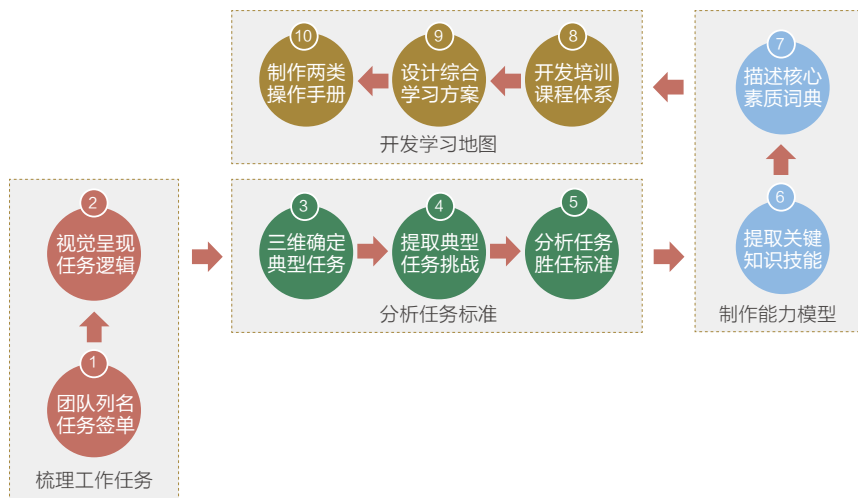 10
制作两类
操作手册
9
设计综合
学习方案
8
开发培训
课程体系
开发学习地图
7
描述核心
素质词典
2
视觉呈现
任务逻辑
3
三维确定
典型任务
4
提取典型
任务挑战
5
分析任务
胜任标准
分析任务标准
6
提取关键
知识技能
制作能力模型
1
团队列名
任务签单
梳理工作任务